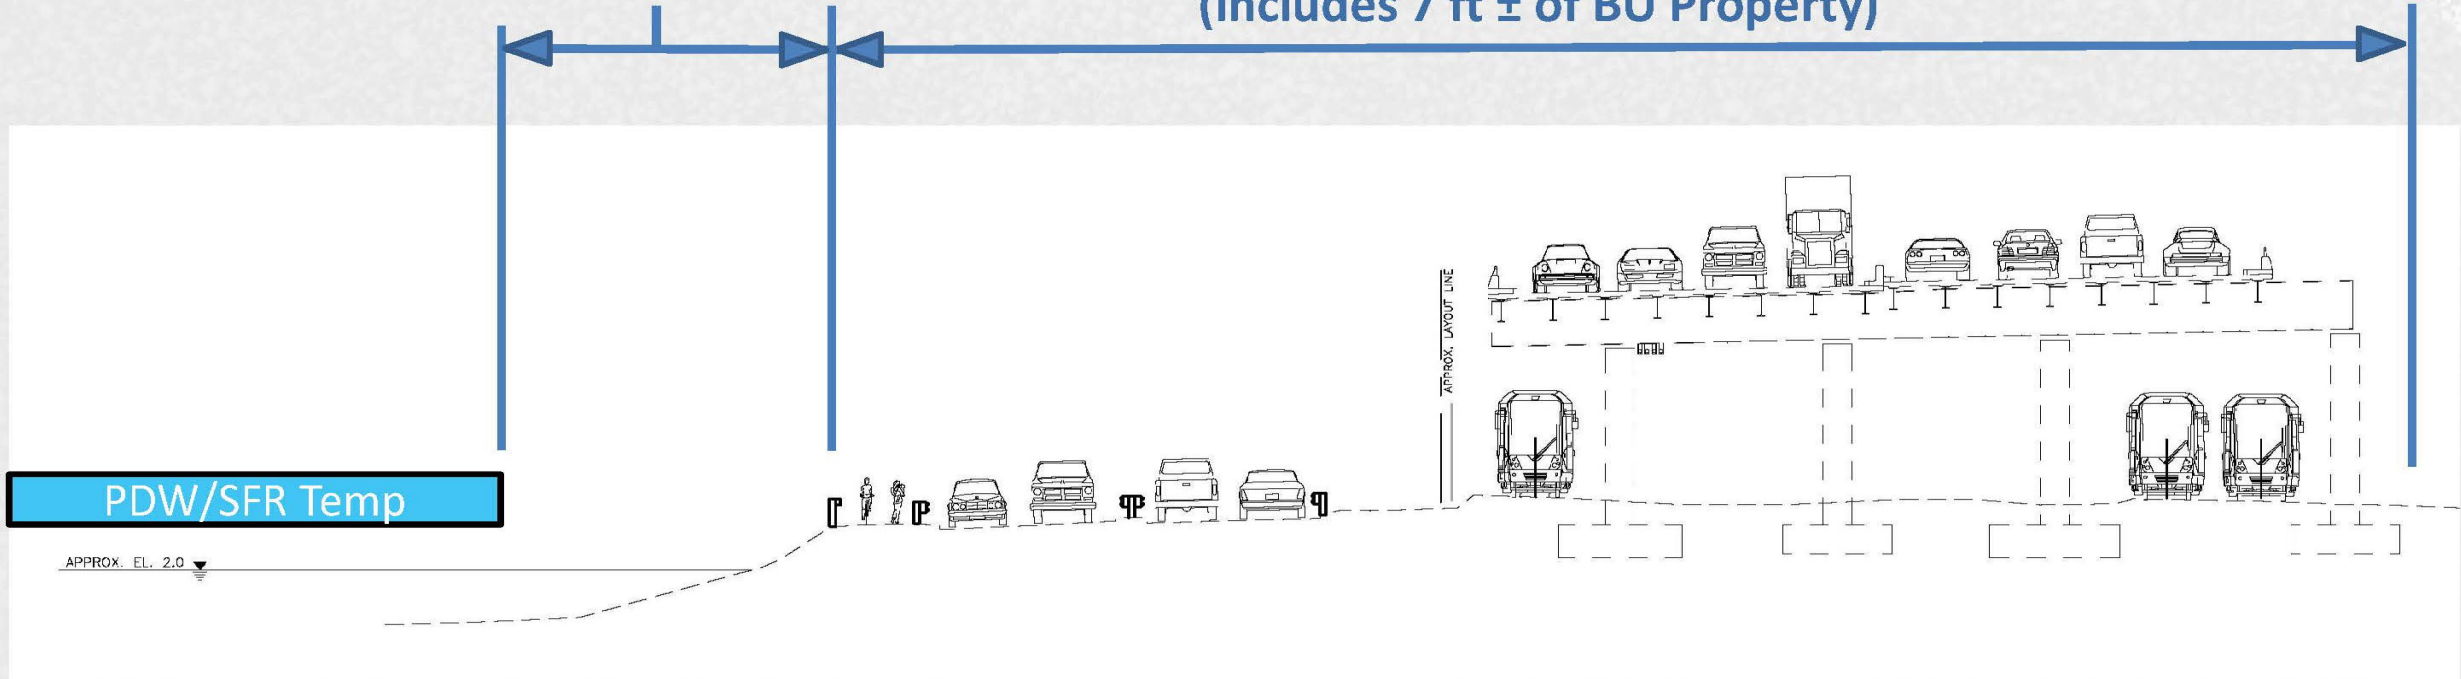 (Includes 7 ft ± of BU Property)
APPROX. LAYOUT LINE
PDW/SFR Temp
APPROX. EL. 2.0